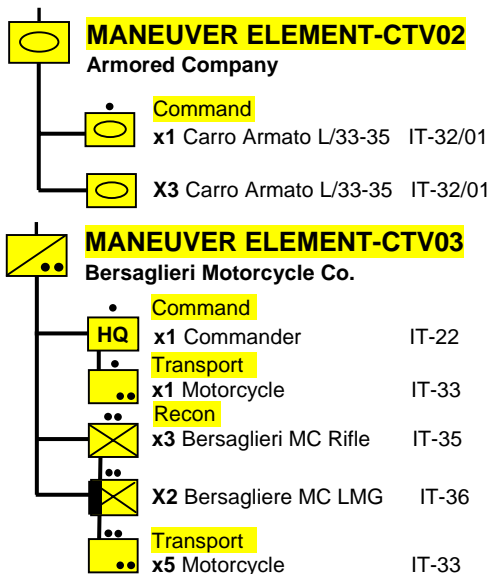 MANEUVER ELEMENT-CTV02
Armored Company
Command
x1 Carro Armato L/33-35 IT-32/01
X3 Carro Armato L/33-35 IT-32/01
MANEUVER ELEMENT-CTV03
Bersaglieri Motorcycle Co.
Command
HQ x1 Commander IT-22
Transport
x1 Motorcycle IT-33
Recon
x3 Bersaglieri MC Rifle IT-35
X2 Bersagliere MC LMG IT-36
Transport
x5 Motorcycle IT-33